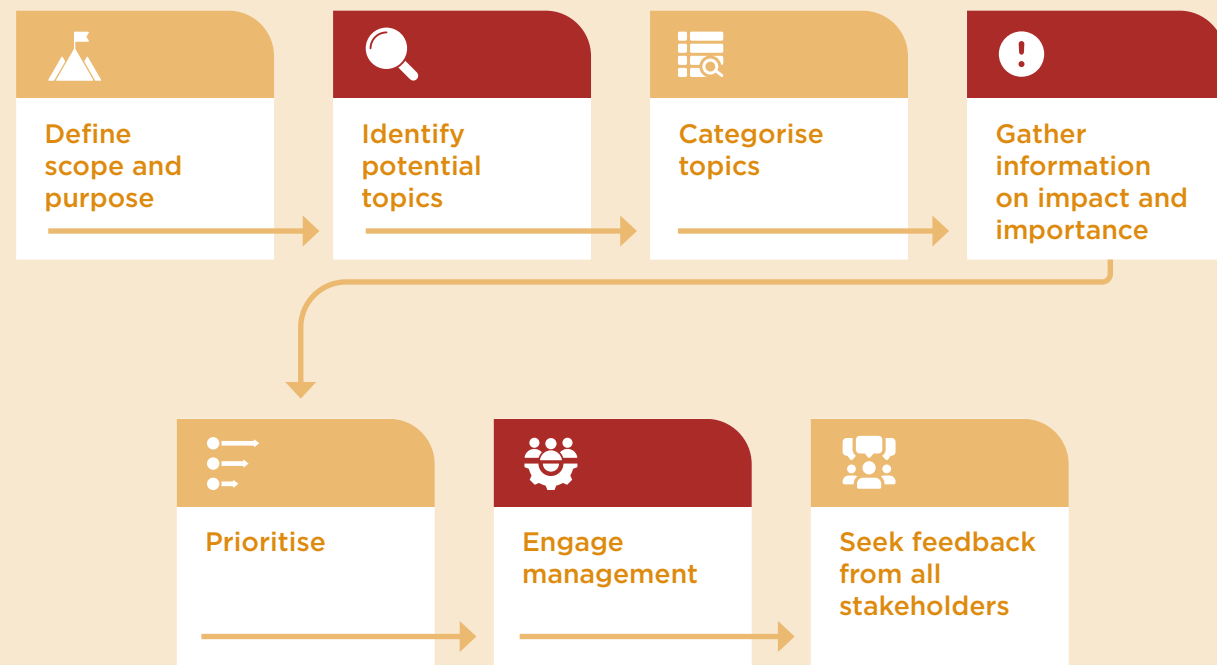 Define
scope and
purpose
Identify
potential
topics
Categorise
topics
Gather
information
on impact and
importance
Prioritise
Engage
management
Seek feedback
from all
stakeholders